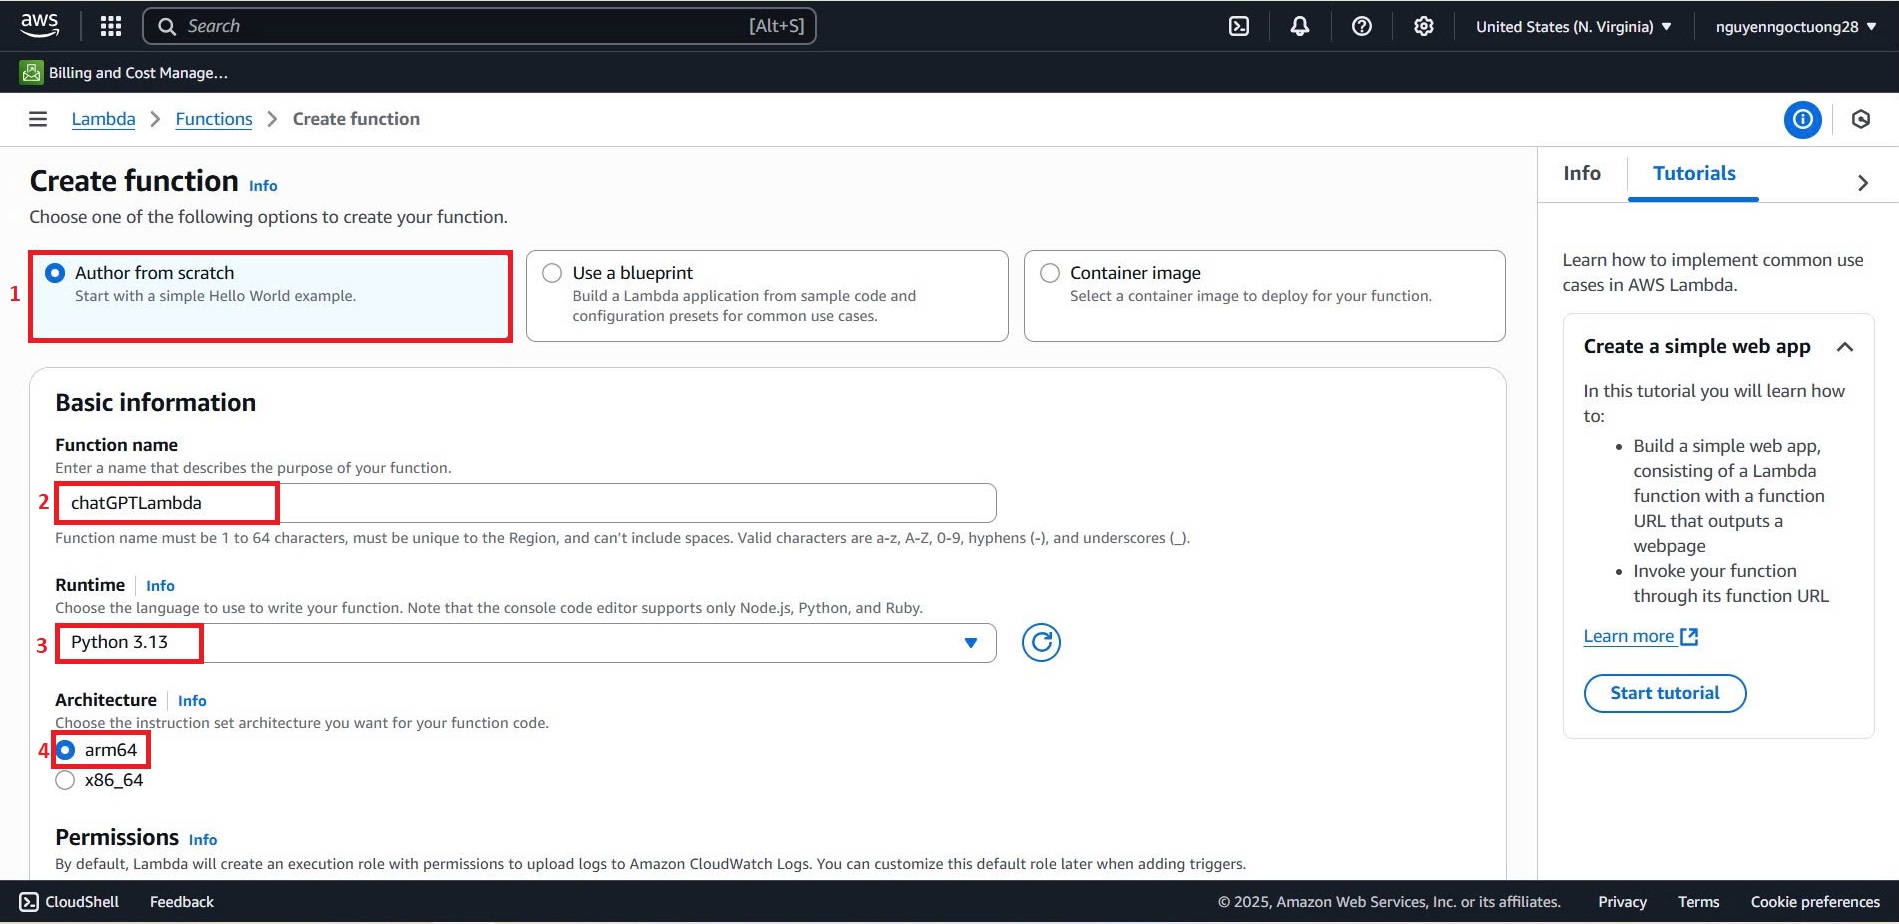 aws
Search
[Alt+S]
United States (N. Virginia)
nguyenngoctuong28
Billing and Cost Manage...
Lambda
Functions
Create function
Create function Info
Choose one of the following options to create your function.
1
Author from scratch
Start with a simple Hello World example.
Use a blueprint
Build a Lambda application from sample code and
configuration presets for common use cases.
Container image
Select a container image to deploy for your function.
Basic information
Function name
Enter a name that describes the purpose of your function.
2
chatGPTLambda
Function name must be 1 to 64 characters, must be unique to the Region, and can't include spaces. Valid characters are a-z, A-Z, 0-9, hyphens (-), and underscores (_).
Runtime Info
Choose the language to use to write your function. Note that the console code editor supports only Node.js, Python, and Ruby.
3
Python 3.13
Architecture Info
Choose the instruction set architecture you want for your function code.
4
arm64
x86_64
Permissions Info
By default, Lambda will create an execution role with permissions to upload logs to Amazon CloudWatch Logs. You can customize this default role later when adding triggers.
Info
Tutorials
Learn how to implement common use
cases in AWS Lambda.
Create a simple web app
In this tutorial you will learn how
to:
• Build a simple web app,
consisting of a Lambda
function with a function
URL that outputs a
webpage
• Invoke your function
through its function URL
Learn more
Start tutorial
CloudShell
Feedback
© 2025, Amazon Web Services, Inc. or its affiliates.
Privacy
Terms
Cookie preferences